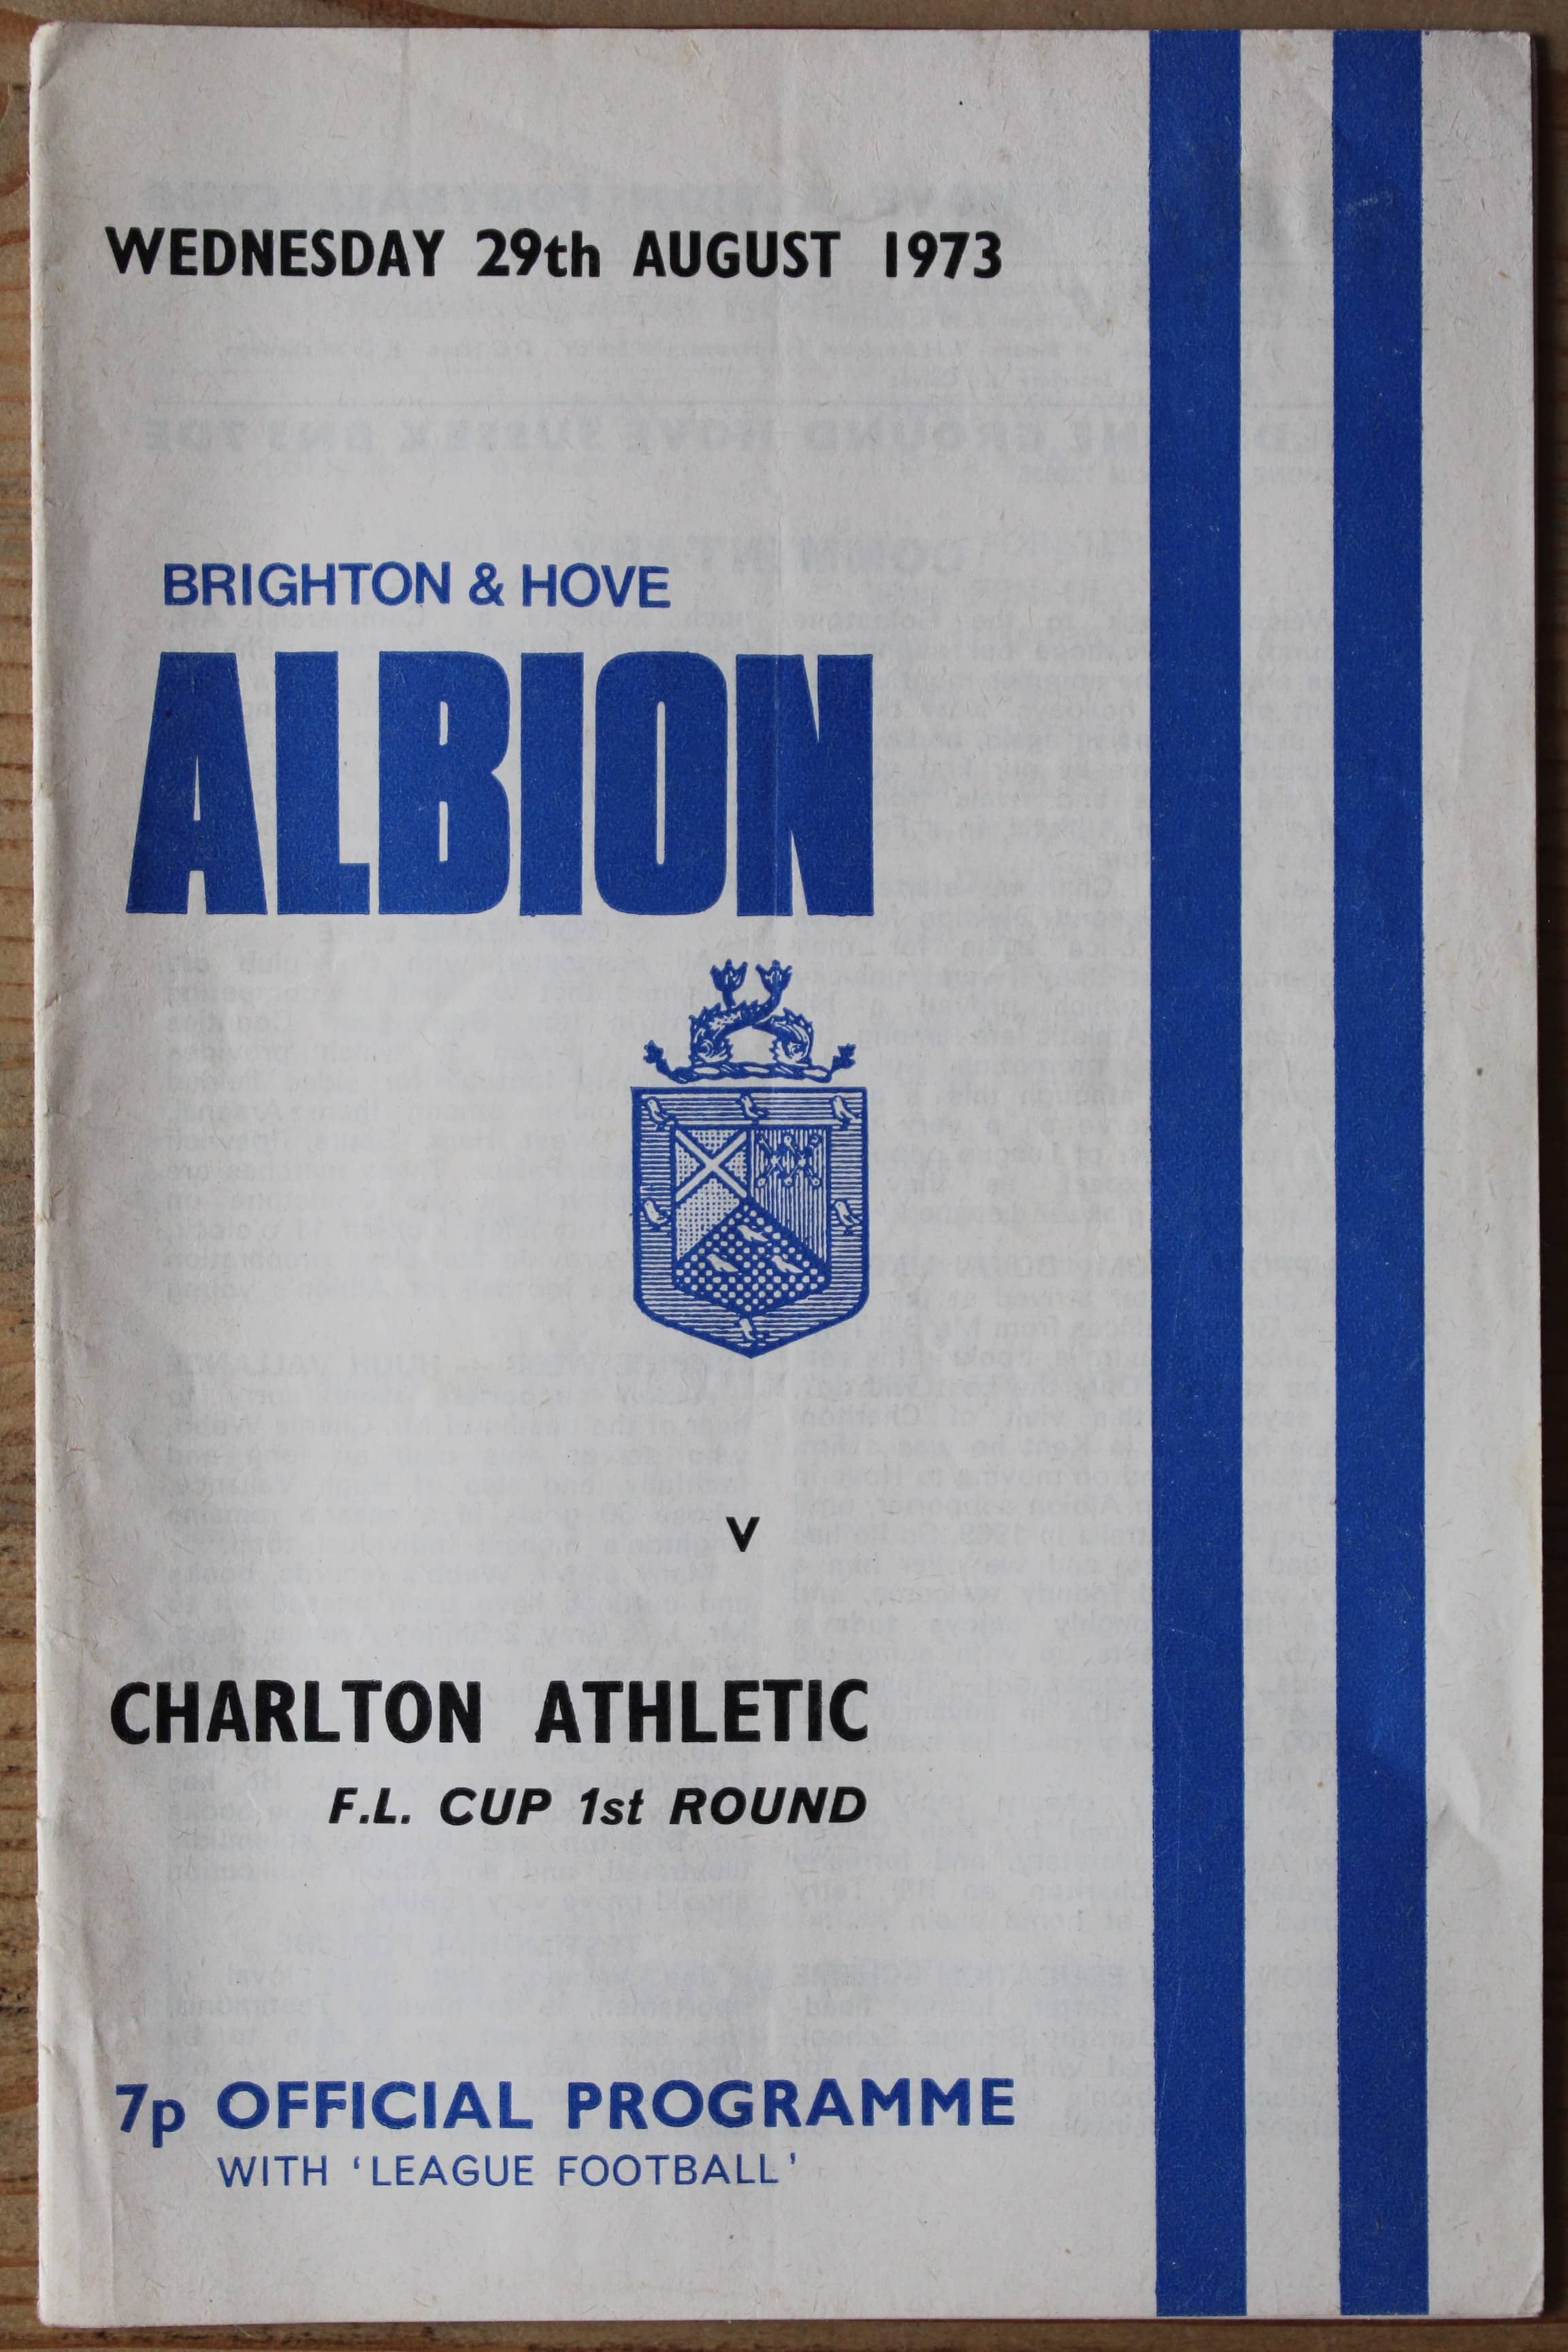 WEDNESDAY 29th AUGUST 1973
BRIGHTON & HOVE
ALBION
V
CHARLTON ATHLETIC
F.L. CUP 1st ROUND
7p OFFICIAL PROGRAMME
WITH 'LEAGUE FOOTBALL'